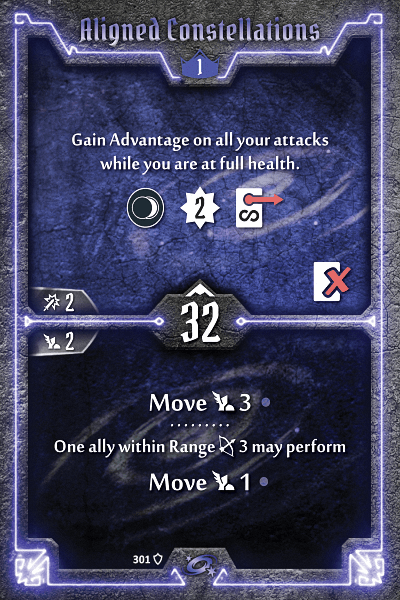 Aligned Constellations
1
Gain Advantage on all your attacks
while you are at full health.
2
2
32
2
Move 3
One ally within Range 3 may perform
Move 1
301